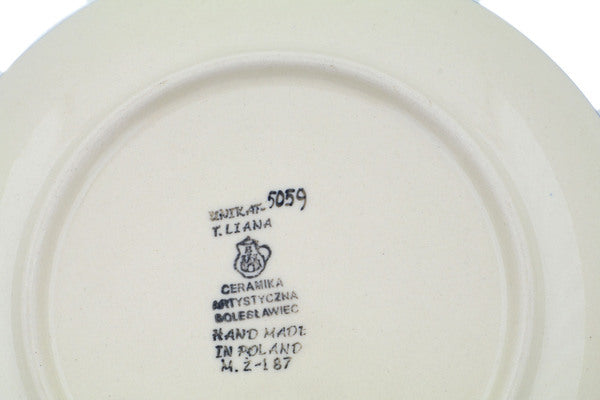 UNIKAT-5059
T. LIANA
CERAMIKA
ARTYSTYCZNA
BOLESŁAWIEC
HAND MADE
IN POLAND
M. Ż-187